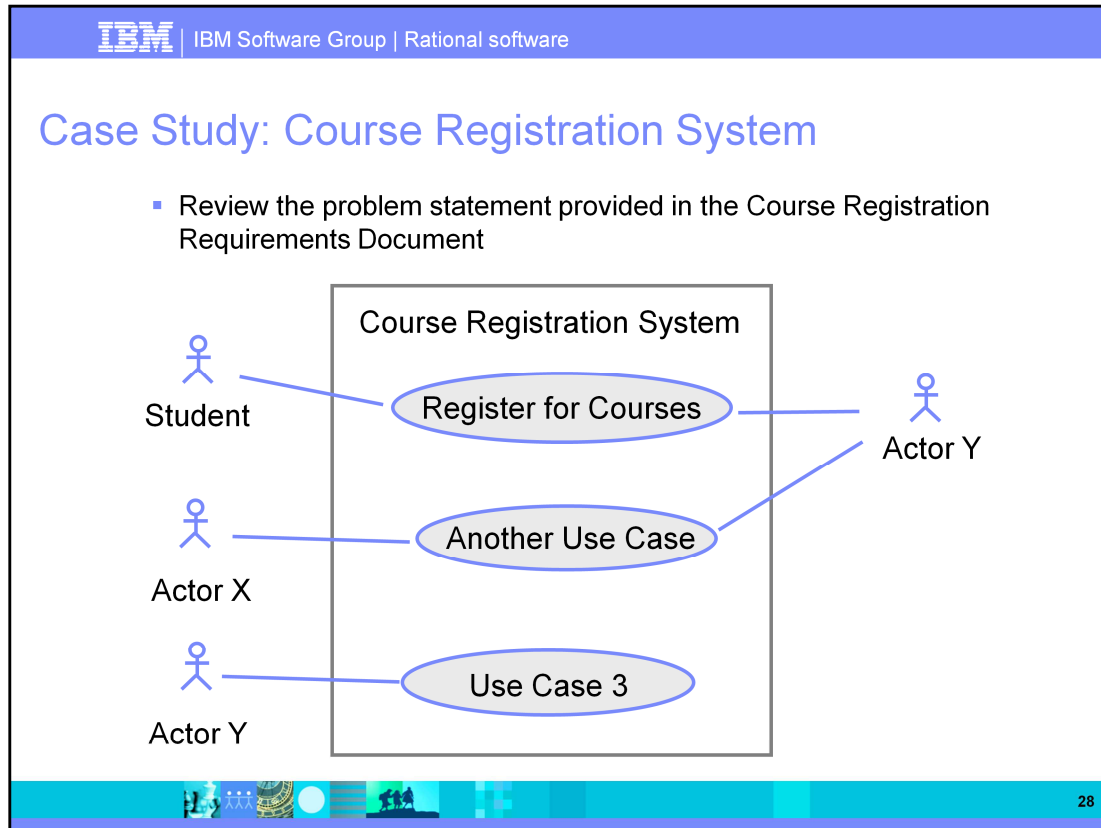 IBM | IBM Software Group | Rational software
Case Study: Course Registration System
▪ Review the problem statement provided in the Course Registration
Requirements Document
Course Registration System
Student
Register for Courses
Actor Y
Another Use Case
Actor X
Use Case 3
Actor Y
28